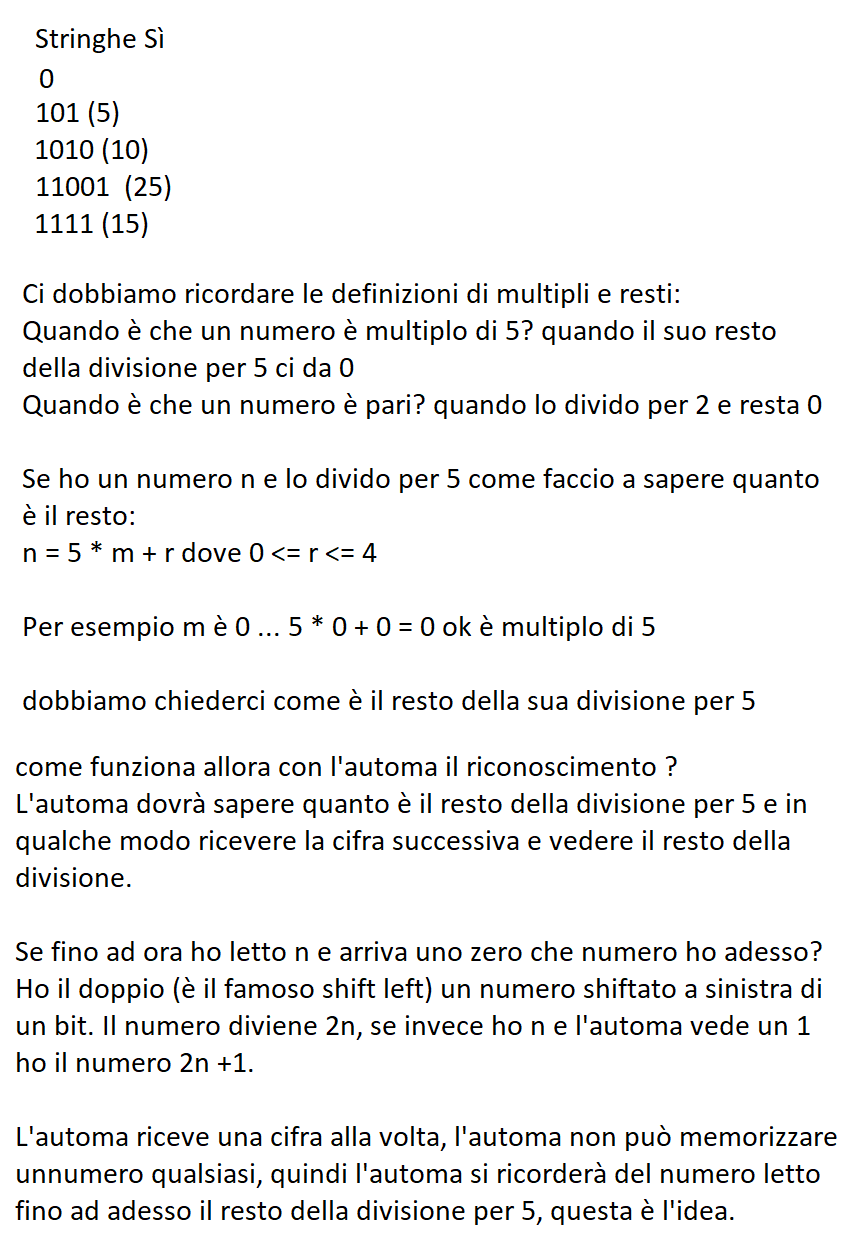 Stringhe Sì
0
101 (5)
1010 (10)
11001 (25)
1111 (15)
Ci dobbiamo ricordare le definizioni di multipli e resti:
Quando è che un numero è multiplo di 5? quando il suo resto
della divisione per 5 ci da 0
Quando è che un numero è pari? quando lo divido per 2 e resta 0
Se ho un numero n e lo divido per 5 come faccio a sapere quanto
è il resto:
n = 5 * m + r dove 0 <= r <= 4
Per esempio m è 0 ... 5 * 0 + 0 = 0 ok è multiplo di 5
dobbiamo chiederci come è il resto della sua divisione per 5
come funziona allora con l'automa il riconoscimento ?
L'automa dovrà sapere quanto è il resto della divisione per 5 e in
qualche modo ricevere la cifra successiva e vedere il resto della
divisione.
Se fino ad ora ho letto n e arriva uno zero che numero ho adesso?
Ho il doppio (è il famoso shift left) un numero shiftato a sinistra di
un bit. Il numero diviene 2n, se invece ho n e l'automa vede un 1
ho il numero 2n +1.
L'automa riceve una cifra alla volta, l'automa non può memorizzare
unnumero qualsiasi, quindi l'automa si ricorderà del numero letto
fino ad adesso il resto della divisione per 5, questa è l'idea.